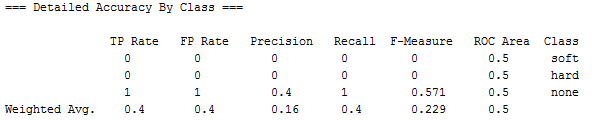 === Detailed Accuracy By Class ===
TP Rate FP Rate Precision Recall F-Measure ROC Area Class
0 0 0 0 0 0.5 soft
0 0 0 0 0 0.5 hard
1 1 0.4 1 0.571 0.5 none
Weighted Avg. 0.4 0.4 0.16 0.4 0.229 0.5